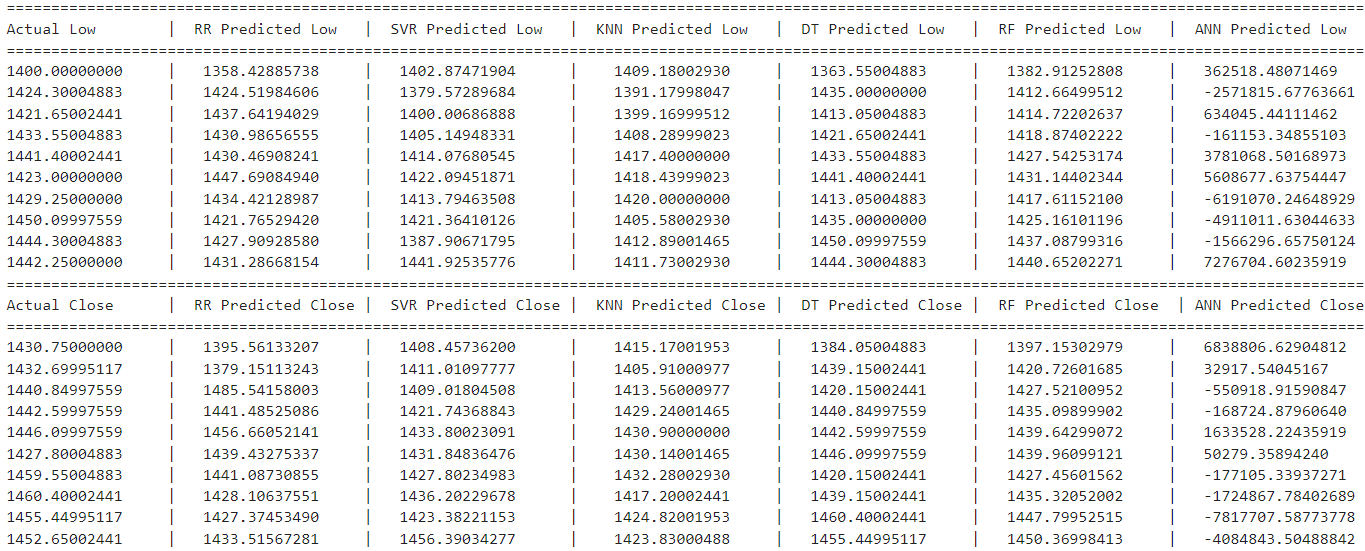 Actual Low | RR Predicted Low | SVR Predicted Low | KNN Predicted Low | DT Predicted Low | RF Predicted Low | ANN Predicted Low
1400.00000000 | 1358.42885738 | 1402.87471904 | 1409.18002930 | 1363.55004883 | 1382.91252808 | 362518.48071469
1424.30004883 | 1424.51984606 | 1379.57289684 | 1391.17998047 | 1435.00000000 | 1412.66499512 | -2571815.67763661
1421.65002441 | 1437.64194029 | 1400.00686888 | 1399.16999512 | 1413.05004883 | 1414.72202637 | 634045.44111462
1433.55004883 | 1430.98656555 | 1405.14948331 | 1408.28999023 | 1421.65002441 | 1418.87402222 | -161153.34855103
1441.40002441 | 1430.46908241 | 1414.07680545 | 1417.40000000 | 1433.55004883 | 1427.54253174 | 3781068.50168973
1423.00000000 | 1447.69084940 | 1422.09451871 | 1418.43999023 | 1441.40002441 | 1431.14402344 | 5608677.63754447
1429.25000000 | 1434.42128987 | 1413.79463508 | 1420.00000000 | 1413.05004883 | 1417.61152100 | -6191070.24648929
1450.09997559 | 1421.76529420 | 1421.36410126 | 1405.58002930 | 1435.00000000 | 1425.16101196 | -4911011.63044633
1444.30004883 | 1427.90928580 | 1387.90671795 | 1412.89001465 | 1450.09997559 | 1437.08799316 | -1566296.65750124
1442.25000000 | 1431.28668154 | 1441.92535776 | 1411.73002930 | 1444.30004883 | 1440.65202271 | 7276704.60235919
Actual Close | RR Predicted Close | SVR Predicted Close | KNN Predicted Close | DT Predicted Close | RF Predicted Close | ANN Predicted Close
1430.75000000 | 1395.56133207 | 1408.45736200 | 1415.17001953 | 1384.05004883 | 1397.15302979 | 6838806.62904812
1432.69995117 | 1379.15113243 | 1411.01097777 | 1405.91000977 | 1439.15002441 | 1420.72601685 | 32917.54045167
1440.84997559 | 1485.54158003 | 1409.01804508 | 1413.56000977 | 1420.15002441 | 1427.52100952 | -550918.91590847
1442.59997559 | 1441.48525086 | 1421.74368843 | 1429.24001465 | 1440.84997559 | 1435.09899902 | -168724.87960640
1446.09997559 | 1456.66052141 | 1433.80023091 | 1430.90000000 | 1442.59997559 | 1439.64299072 | 1633528.22435919
1427.80004883 | 1439.43275337 | 1431.84836476 | 1430.14001465 | 1446.09997559 | 1439.96099121 | 50279.35894240
1459.55004883 | 1441.08730855 | 1427.80234983 | 1432.28002930 | 1420.15002441 | 1427.45601562 | -177105.33937271
1460.40002441 | 1428.10637551 | 1436.20229678 | 1417.20002441 | 1439.15002441 | 1435.32052002 | -1724867.78402689
1455.44995117 | 1427.37453490 | 1423.38221153 | 1424.82001953 | 1460.40002441 | 1447.79952515 | -7817707.58773778
1452.65002441 | 1433.51567281 | 1456.39034277 | 1423.83000488 | 1455.44995117 | 1450.36998413 | -4084843.50488842